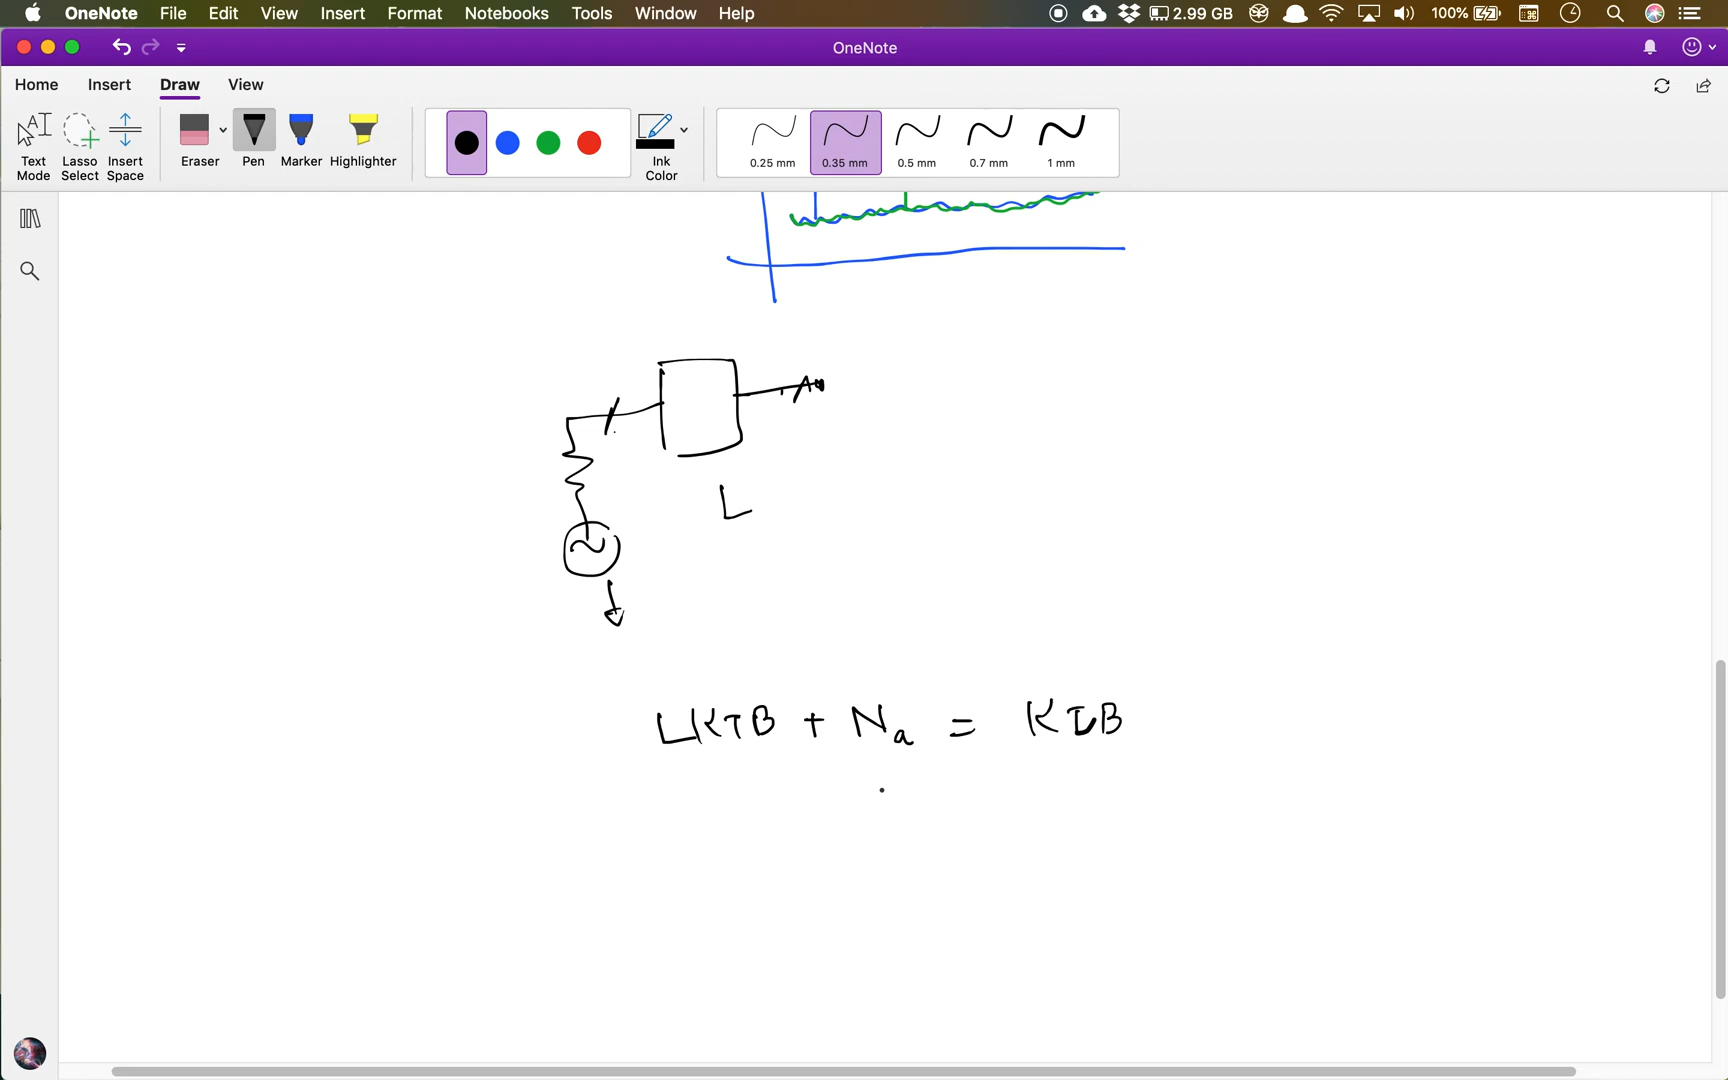 OneNote File Edit View Insert Format Notebooks Tools Window Help 2.99 GB 100%
OneNote
Home Insert Draw View
Text Mode Lasso Select Insert Space Eraser Pen Marker Highlighter Ink Color 0.25 mm 0.35 mm 0.5 mm 0.7 mm 1 mm
L
LKTB + Na = KTB